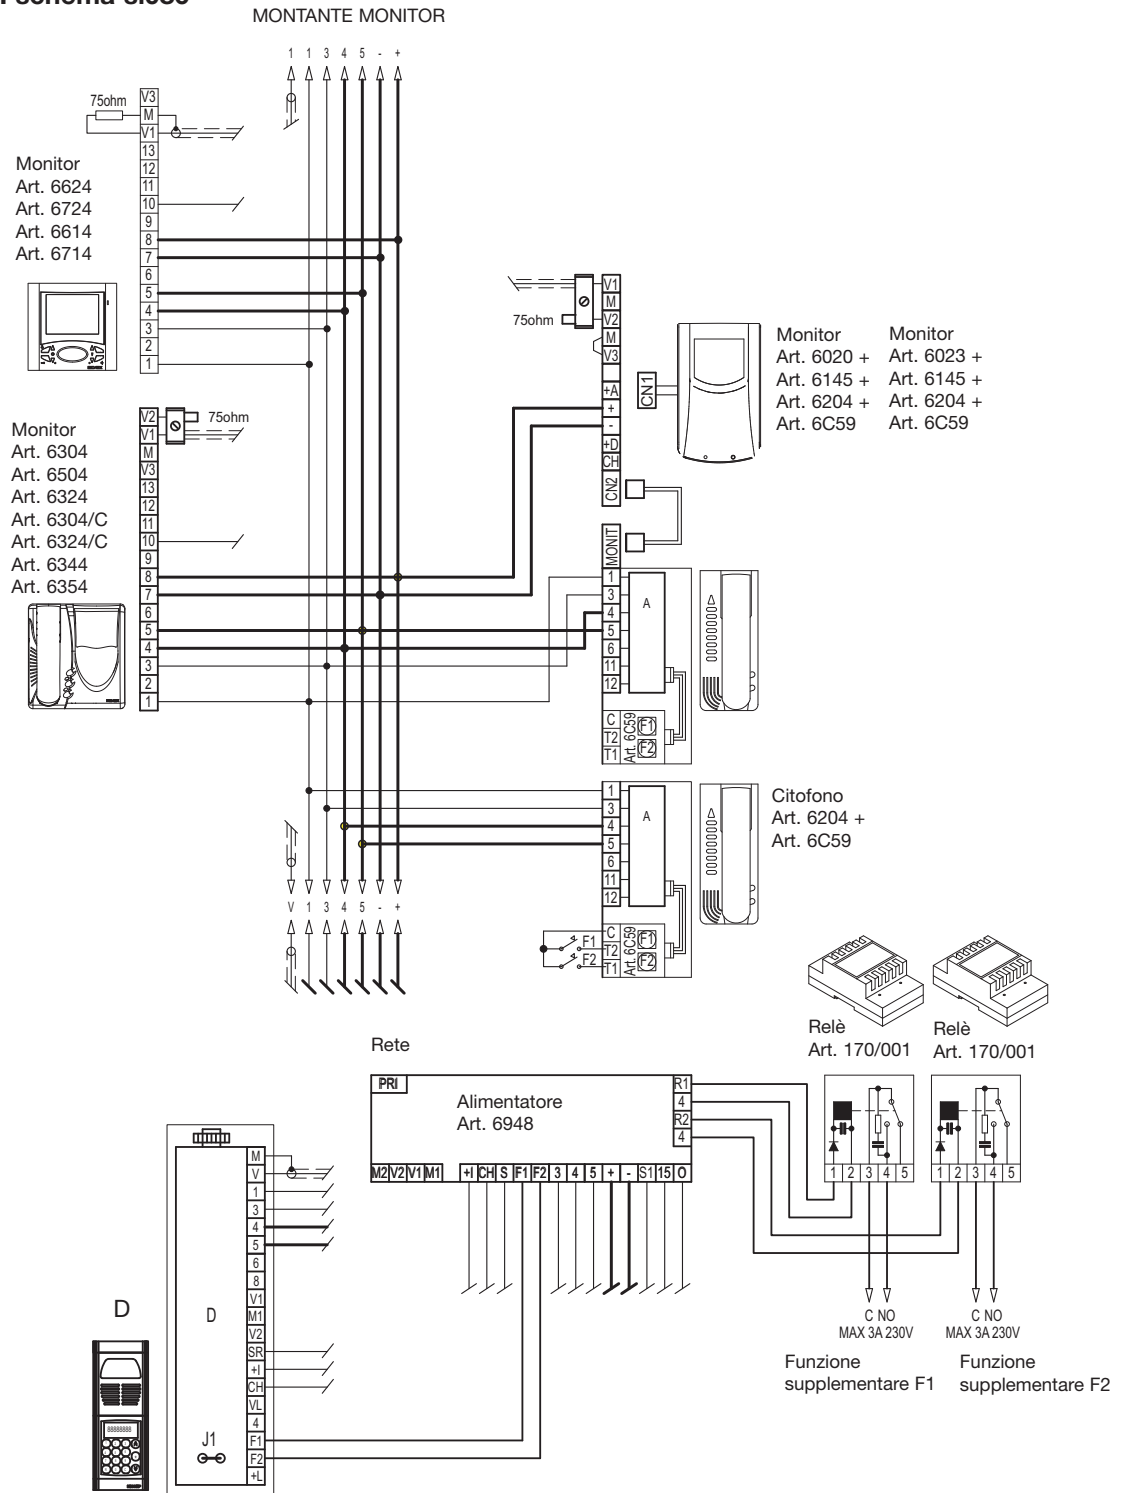 MONTANTE MONITOR
1 1 3 4 5 - +
75ohm
V3
M
V1
13
12
11
10
9
8
7
6
5
4
3
2
1
Monitor
Art. 6624
Art. 6724
Art. 6614
Art. 6714
75ohm
V1
M
V2
M
V3
+A
+
-
+D
CH
CN2
CN1
Monitor
Art. 6020 +
Art. 6145 +
Art. 6204 +
Art. 6C59
Monitor
Art. 6023 +
Art. 6145 +
Art. 6204 +
Art. 6C59
Monitor
Art. 6304
Art. 6504
Art. 6324
Art. 6304/C
Art. 6324/C
Art. 6344
Art. 6354
V2
V1
M
V3
13
12
11
10
9
8
7
6
5
4
3
2
1
75ohm
MONIT
1
3
4
5
6
11
12
A
C
T2
T1
Art. 6C59
F1
F2
1
3
4
5
6
11
12
A
C
T2
T1
Art. 6C59
F1
F2
F1
F2
Citofono
Art. 6204 +
Art. 6C59
V 1 3 4 5 - +
Rete
PRI
Alimentatore
Art. 6948
R1
4
R2
4
M2 V2 V1 M1 +I CH S F1 F2 3 4 5 + - S1 15 O
Relè
Art. 170/001
Relè
Art. 170/001
1 2 3 4 5
1 2 3 4 5
C NO
MAX 3A 230V
C NO
MAX 3A 230V
Funzione
supplementare F1
Funzione
supplementare F2
D
D
J1
M
V
1
3
4
5
6
8
V1
M1
V2
SR
+I
CH
VL
4
F1
F2
+L